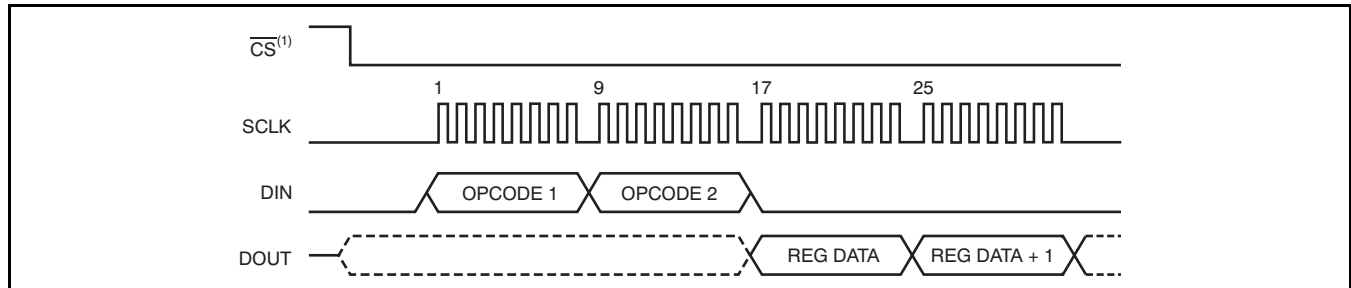 CS(1)
1 9 17 25
SCLK
DIN OPCODE 1 OPCODE 2
DOUT REG DATA REG DATA + 1